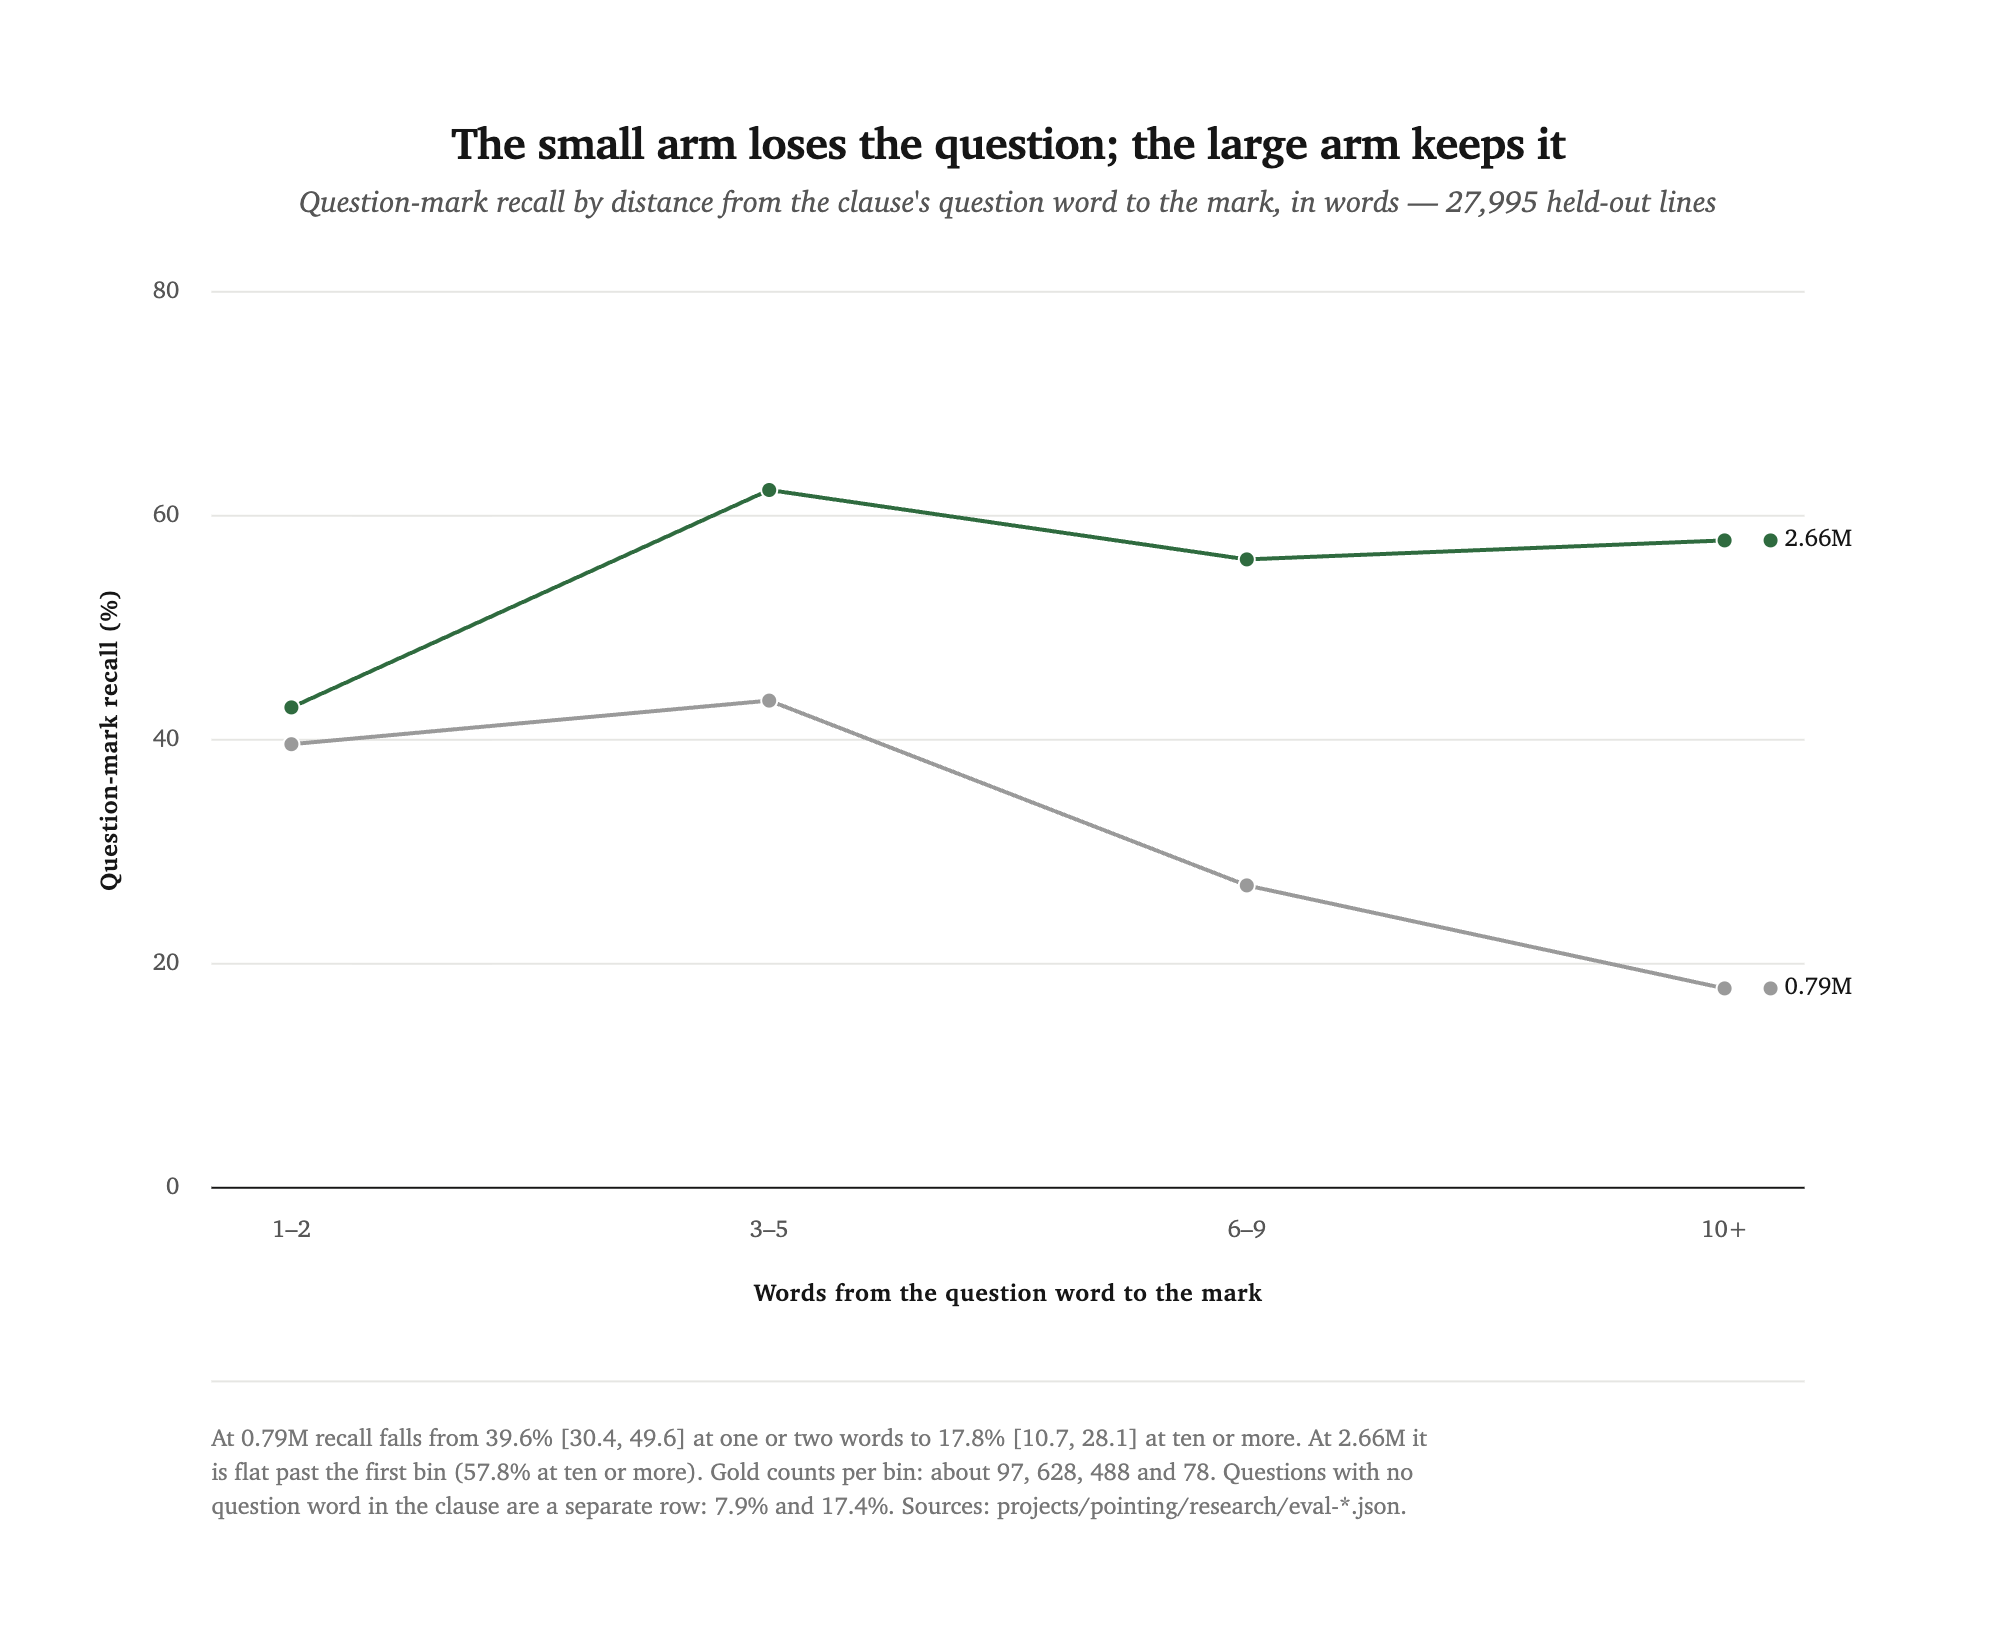 The small arm loses the question; the large arm keeps it
Question-mark recall by distance from the clause's question word to the mark, in words — 27,995 held-out lines
80
60
40
20
0
Question-mark recall (%)
2.66M
0.79M
1–2
3–5
6–9
10+
Words from the question word to the mark
At 0.79M recall falls from 39.6% [30.4, 49.6] at one or two words to 17.8% [10.7, 28.1] at ten or more. At 2.66M it
is flat past the first bin (57.8% at ten or more). Gold counts per bin: about 97, 628, 488 and 78. Questions with no
question word in the clause are a separate row: 7.9% and 17.4%. Sources: projects/pointing/research/eval-*.json.